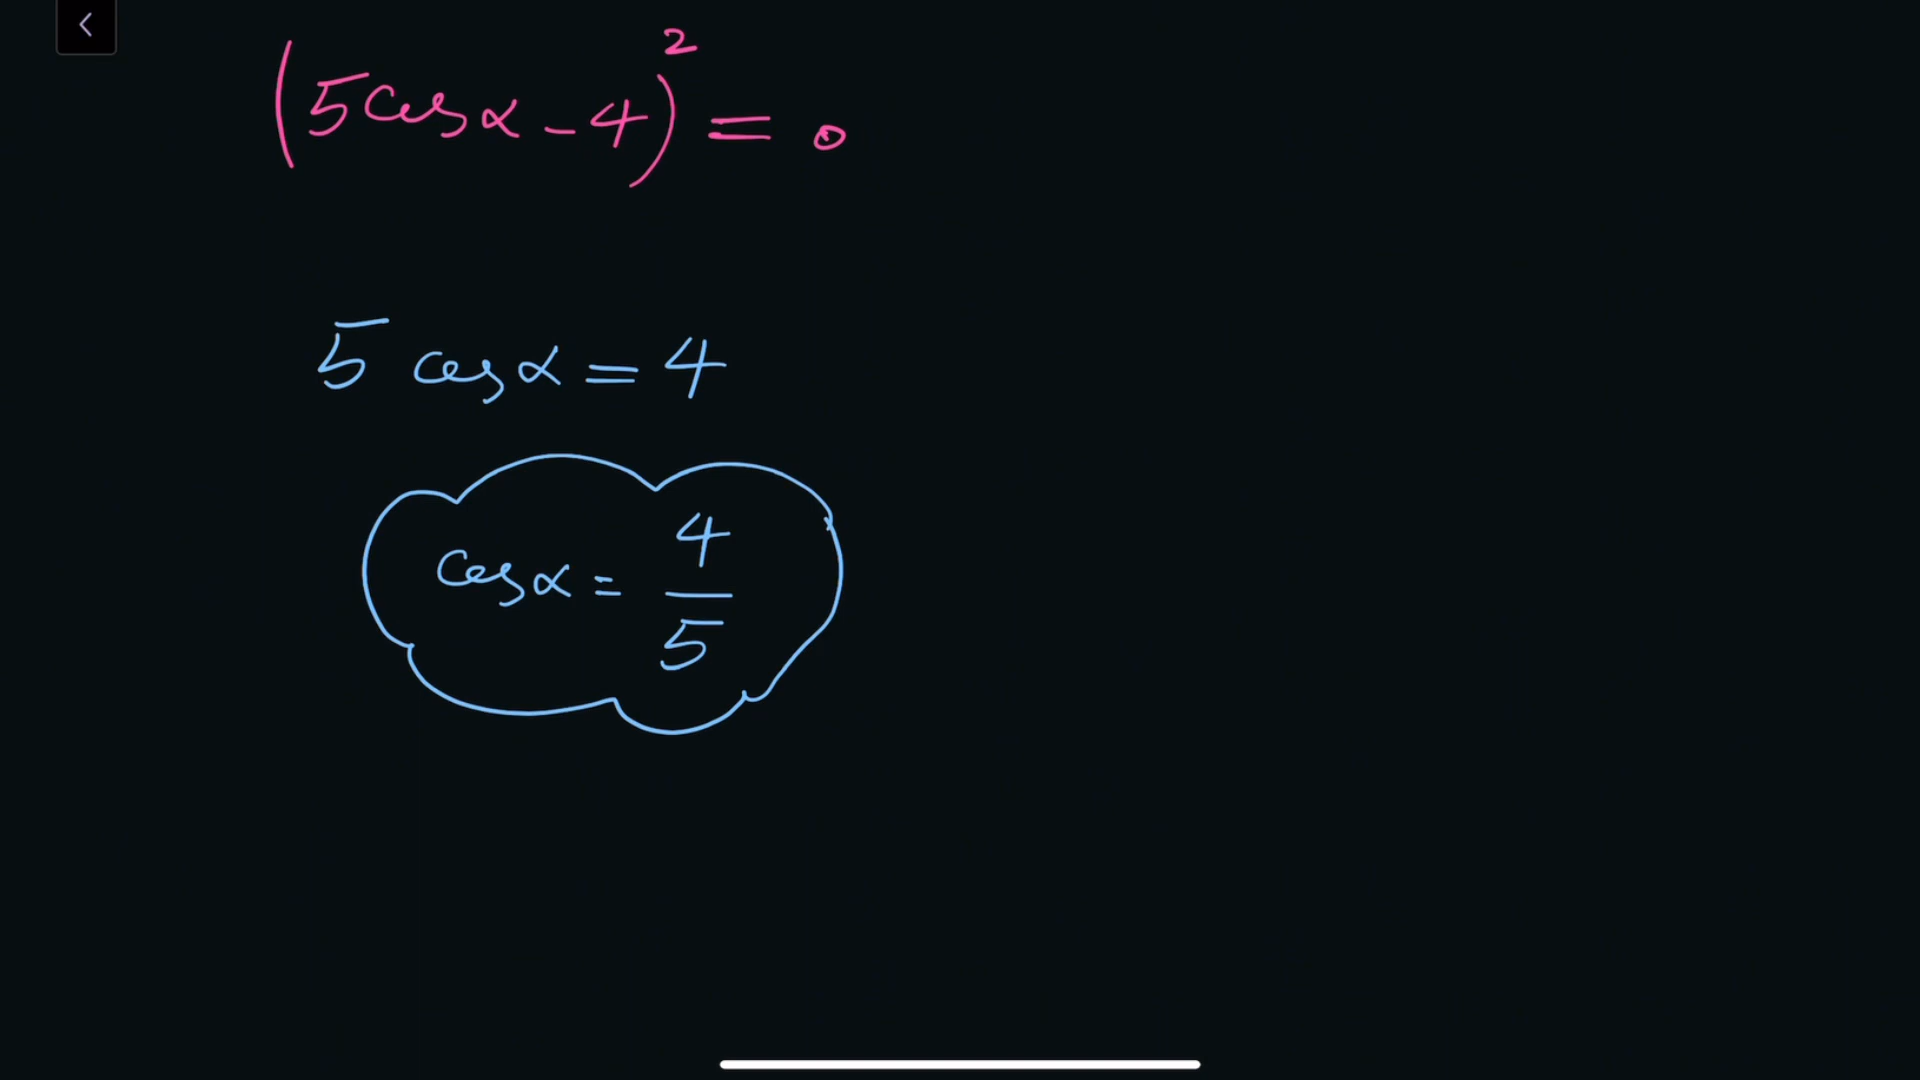 (5cosα - 4)² = 0
5 cosα = 4
cosα = 4/5